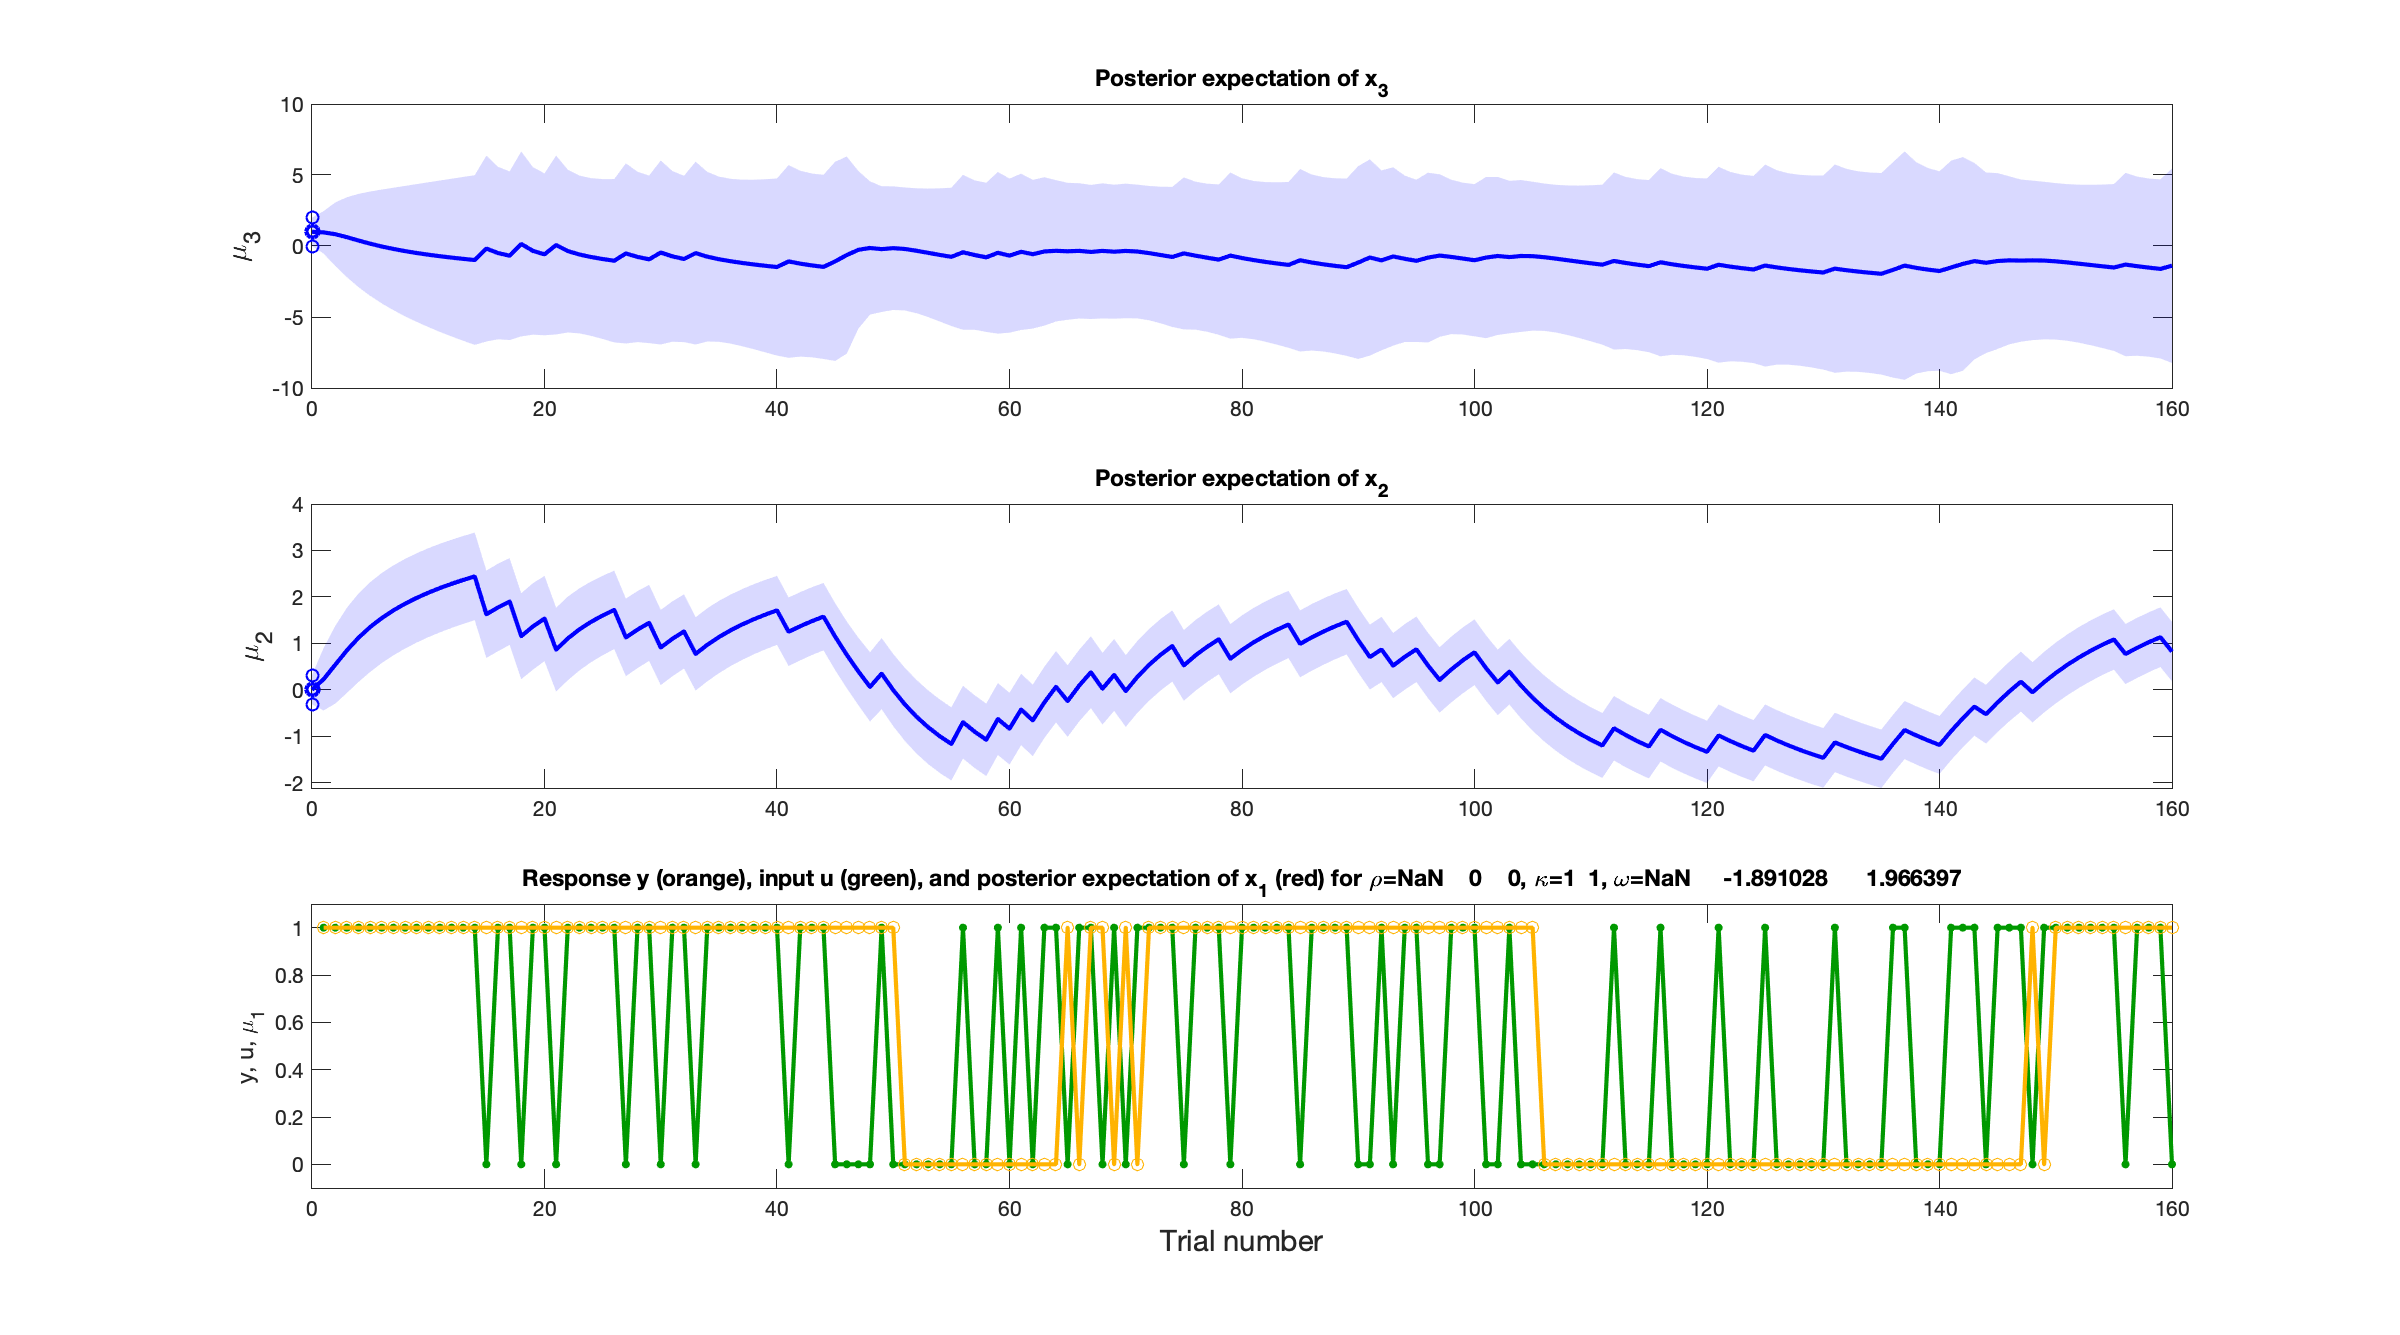 Posterior expectation of x3
10
5
0
-5
-10
μ3
0 20 40 60 80 100 120 140 160
Posterior expectation of x2
4
3
2
1
0
-1
-2
μ2
0 20 40 60 80 100 120 140 160
Response y (orange), input u (green), and posterior expectation of x1 (red) for ρ=NaN 0 0, κ=1 1, ω=NaN -1.891028 1.966397
1
0.8
0.6
0.4
0.2
0
y, u, μ1
0 20 40 60 80 100 120 140 160
Trial number